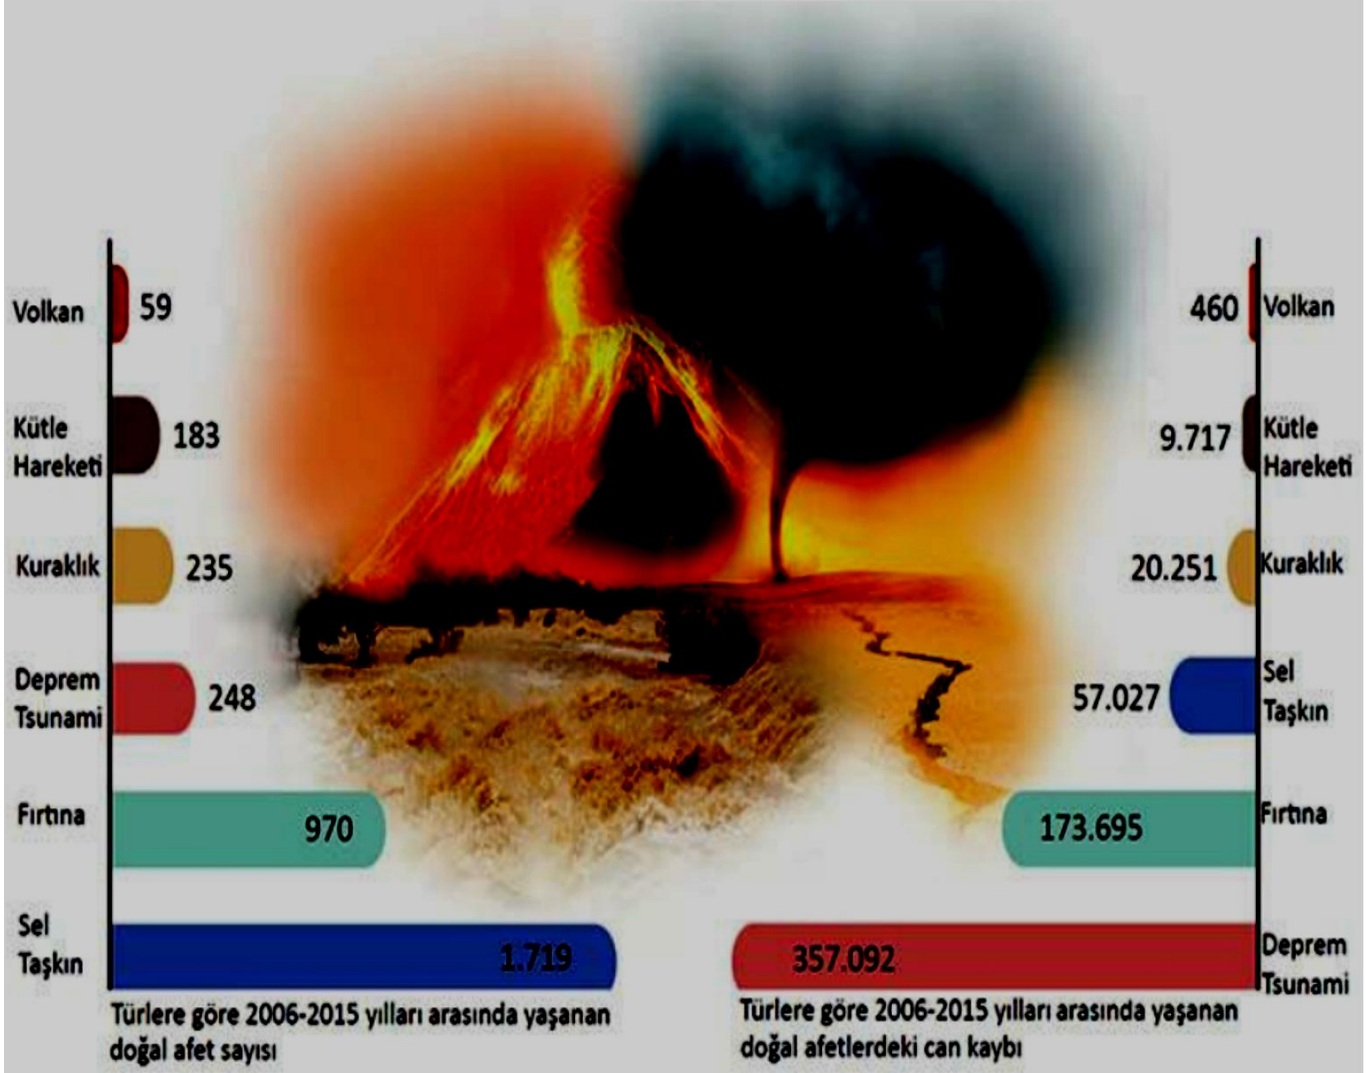 Volkan
59
Kütle
Hareketi
183
Kuraklık
235
Deprem
Tsunami
248
Fırtına
970
Sel
Taşkın
1.719
Türlere göre 2006-2015 yılları arasında yaşanan
doğal afet sayısı
460
Volkan
9.717
Kütle
Hareketi
20.251
Kuraklık
57.027
Sel
Taşkın
173.695
Fırtına
357.092
Deprem
Tsunami
Türlere göre 2006-2015 yılları arasında yaşanan
doğal afetlerdeki can kaybı